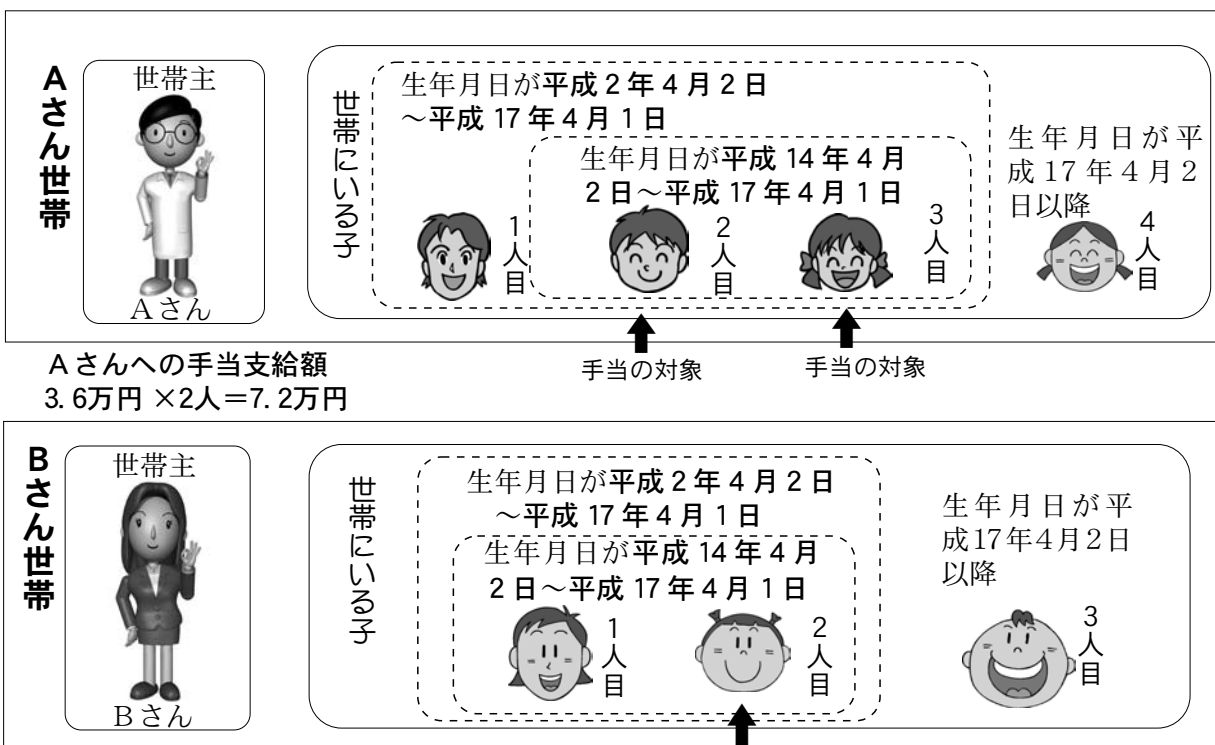 Aさん世帯
世帯主
Aさん
世帯にいる子
生年月日が平成2年4月2日
～平成17年4月1日
生年月日が平成14年4月
2日～平成17年4月1日
1人目
2人目
3人目
生年月日が平
成17年4月2
日以降
4人目
手当の対象
手当の対象
Aさんへの手当支給額
3.6万円×2人＝7.2万円
Bさん世帯
世帯主
Bさん
世帯にいる子
生年月日が平成2年4月2日
～平成17年4月1日
生年月日が平成14年4月
2日～平成17年4月1日
1人目
2人目
生年月日が平
成17年4月2日
以降
3人目